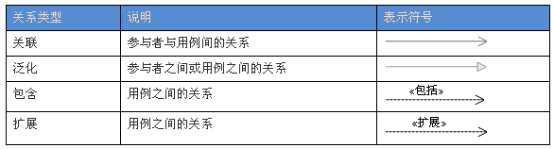 关系类型 说明 表示符号
关联 参与者与用例间的关系
泛化 参与者之间或用例之间的关系
包含 用例之间的关系 «包括»
扩展 用例之间的关系 «扩展»